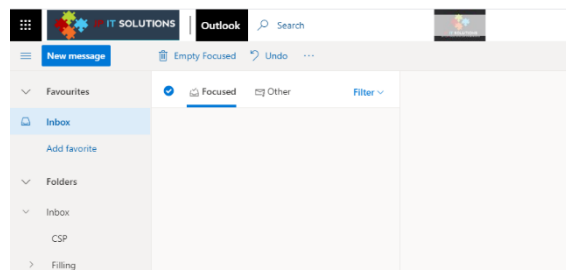 IT SOLUTIONS Outlook Search
New message Empty Focused Undo ...
Favourites Focused Other Filter
Inbox
Add favorite
Folders
Inbox
CSP
Filling